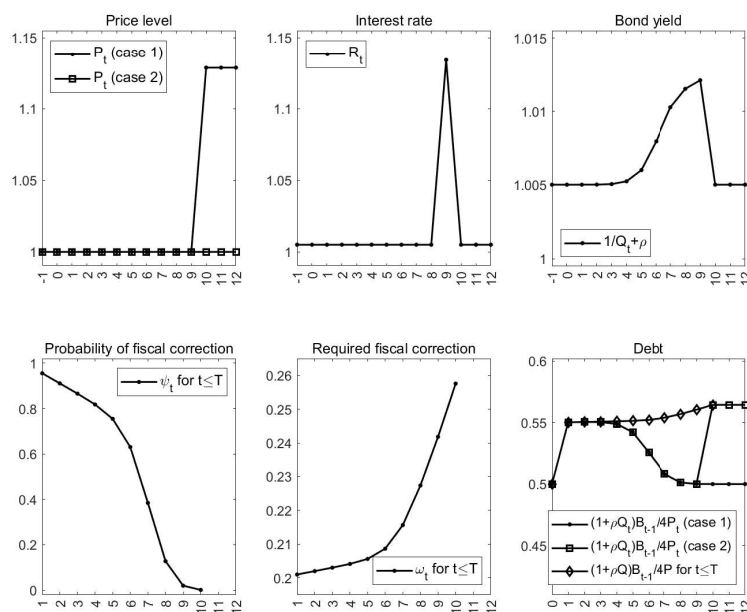 Price level
1.15
1.1
1.05
1
P_t (case 1)
P_t (case 2)
-1 0 1 2 3 4 5 6 7 8 9 10 11 12
Interest rate
1.15
1.1
1.05
1
R_t
-1 0 1 2 3 4 5 6 7 8 9 10 11 12
Bond yield
1.015
1.01
1.005
1
1/Q_t+ρ
-1 0 1 2 3 4 5 6 7 8 9 10 11 12
Probability of fiscal correction
1
0.8
0.6
0.4
0.2
0
ψ_t for t≤T
1 2 3 4 5 6 7 8 9 10 11 12
Required fiscal correction
0.26
0.25
0.24
0.23
0.22
0.21
0.2
ω_t for t≤T
1 2 3 4 5 6 7 8 9 10 11 12
Debt
0.6
0.55
0.5
0.45
(1+ρQ_t)B_{t-1}/4P_t (case 1)
(1+ρQ_t)B_{t-1}/4P_t (case 2)
(1+ρQ)B_{t-1}/4P for t≤T
0 1 2 3 4 5 6 7 8 9 10 11 12